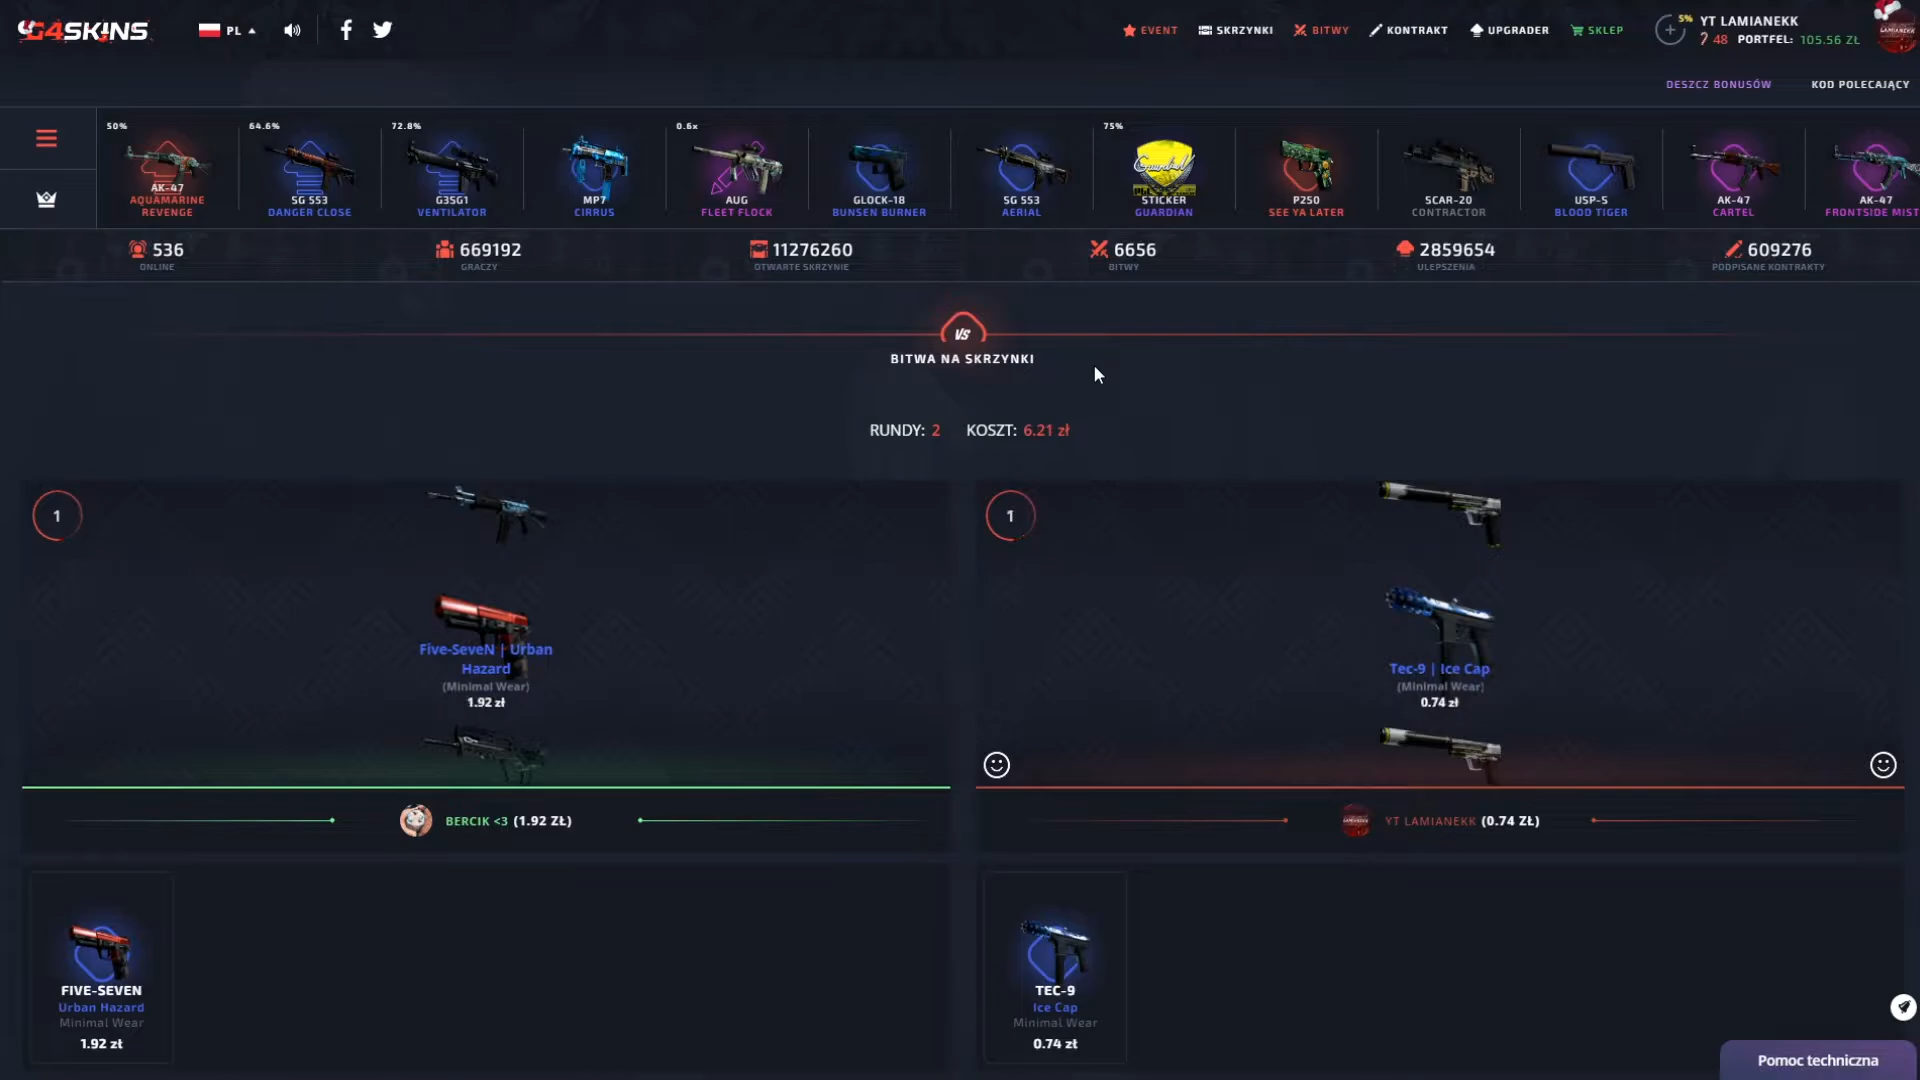 G4SKINS
PL
EVENT
SKRZYNKI
BITWY
KONTRAKT
UPGRADER
SKLEP
5%
YT LAMIANEKK
48 PORTFEL: 105.56 ZŁ
DESZCZ BONUSÓW
KOD POLECAJĄCY
50%
AK-47
AQUAMARINE
REVENGE
64.6%
SG 553
DANGER CLOSE
72.8%
G3SG1
VENTILATOR
MP7
CIRRUS
0.6x
AUG
FLEET FLOCK
GLOCK-18
BUNSEN BURNER
SG 553
AERIAL
75%
STICKER
GUARDIAN
P250
SEE YA LATER
SCAR-20
CONTRACTOR
USP-S
BLOOD TIGER
AK-47
CARTEL
AK-47
FRONTSIDE MIST
536
ONLINE
669192
GRACZY
11276260
OTWARTE SKRZYNIE
6656
BITWY
2859654
ULEPSZENIA
609276
PODPISANE KONTRAKTY
VS
BITWA NA SKRZYNKI
RUNDY: 2 KOSZT: 6.21 zł
1
Five-SeveN | Urban
Hazard
(Minimal Wear)
1.92 zł
BERCIK <3 (1.92 ZŁ)
1
Tec-9 | Ice Cap
(Minimal Wear)
0.74 zł
YT LAMIANEKK (0.74 ZŁ)
FIVE-SEVEN
Urban Hazard
Minimal Wear
1.92 zł
TEC-9
Ice Cap
Minimal Wear
0.74 zł
Pomoc techniczna